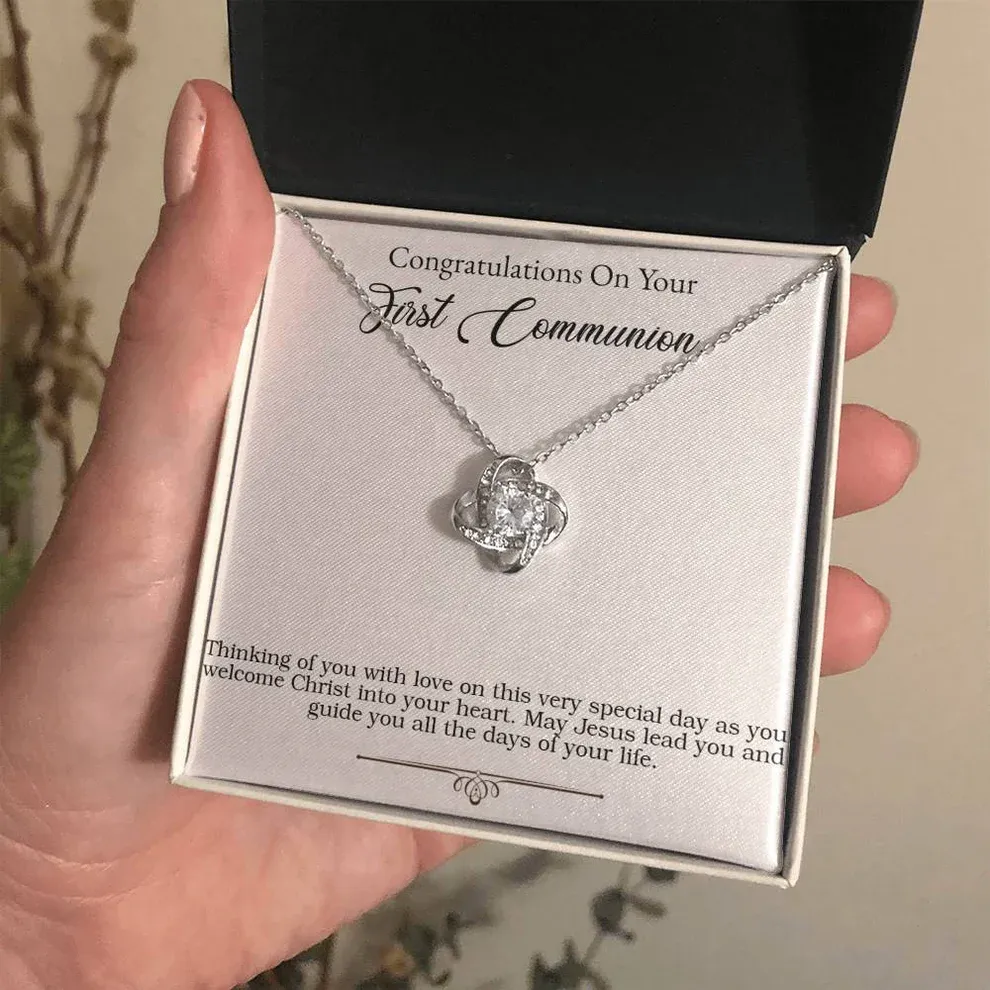 Congratulations On Your
First Communion
Thinking of you with love on this very special day as you
welcome Christ into your heart. May Jesus lead you and
guide you all the days of your life.